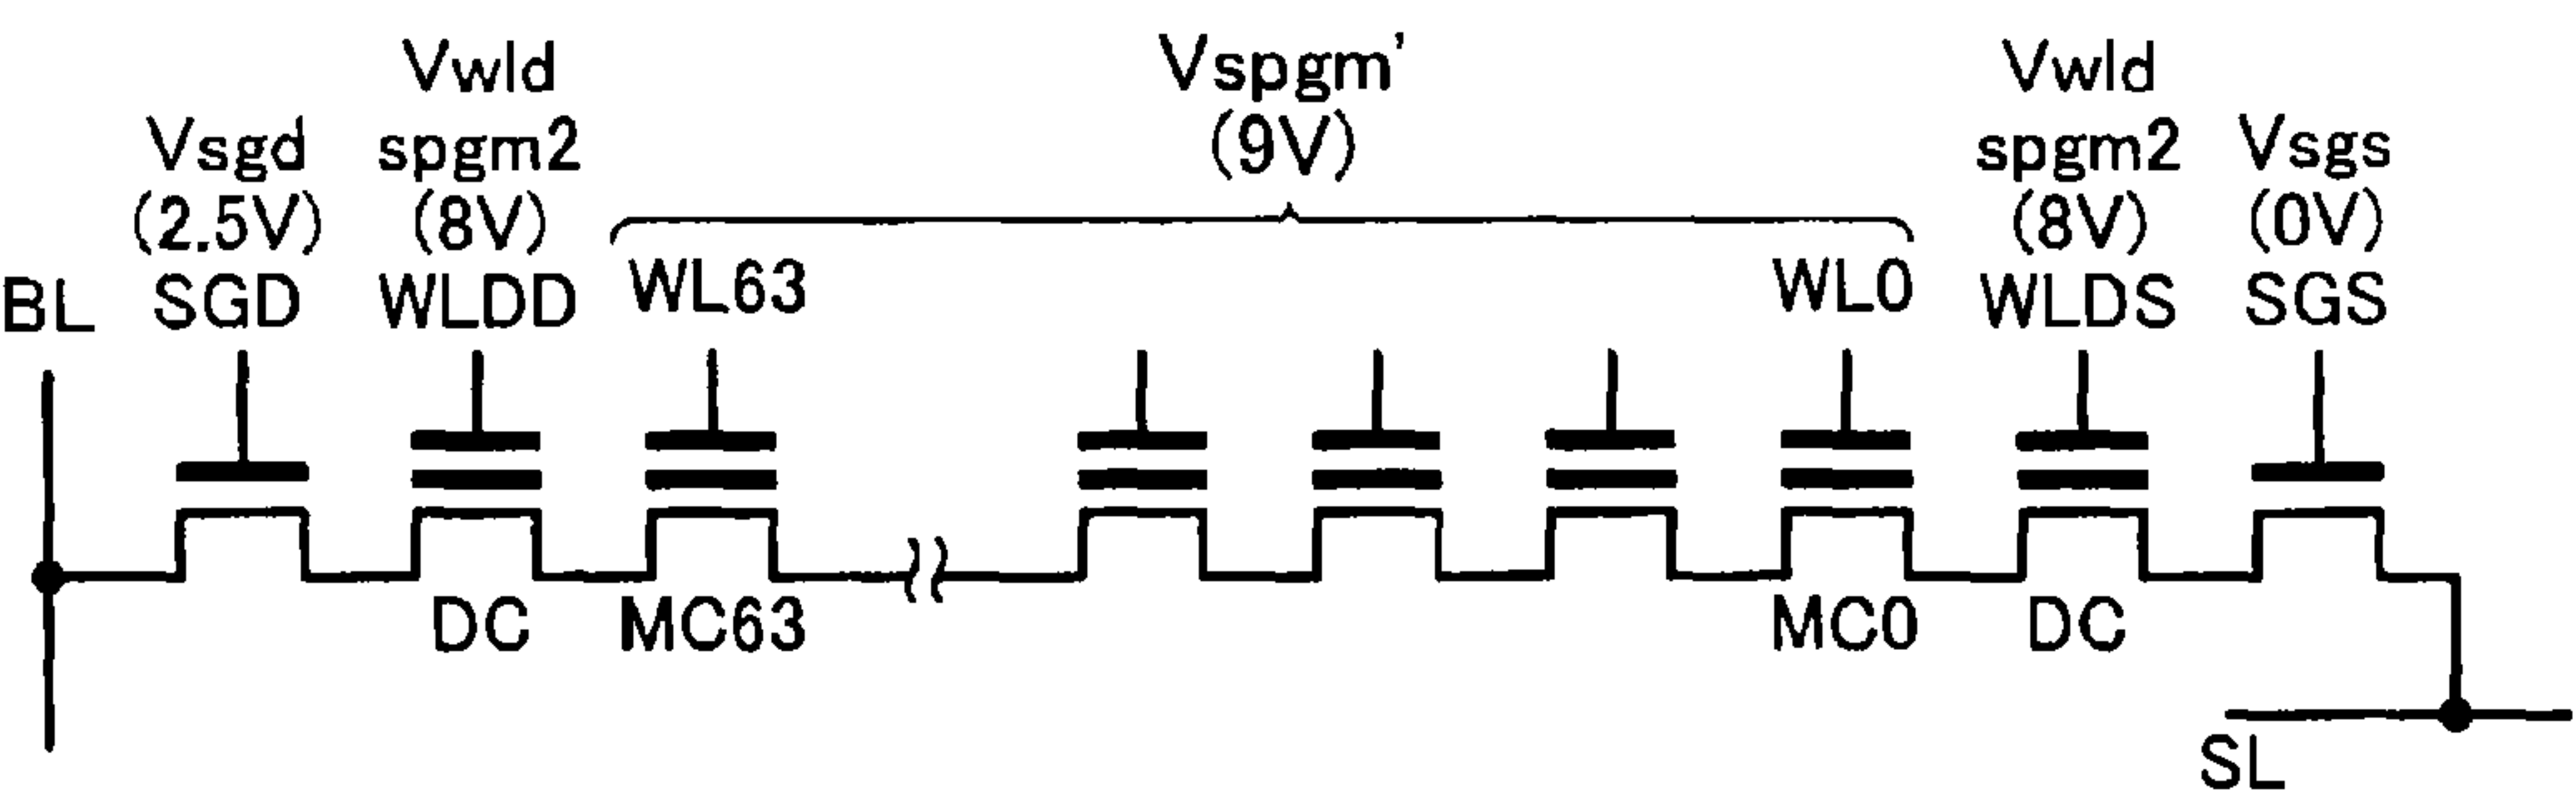 Vwld
Vspgm'
Vwld
Vsgd
spgm2
(9V)
spgm2
Vsgs
(2.5V)
(8V)
(8V)
(0V)
BL
SGD
WLDD
WL63
WL0
WLDS
SGS
DC
MC63
MC0
DC
SL